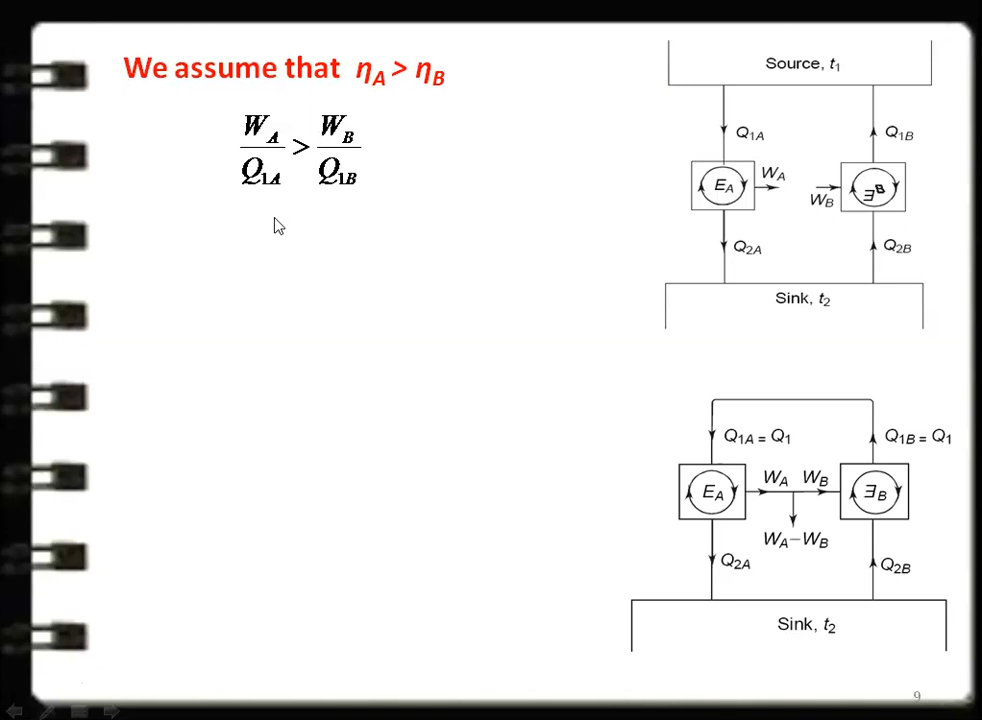 We assume that ηA > ηB
WA/Q1A > WB/Q1B
Source, t1
Q1A
Q1B
EA
WA
WB
ƎB
Q2A
Q2B
Sink, t2
Q1A = Q1
Q1B = Q1
EA
WA
WB
ƎB
WA–WB
Q2A
Q2B
Sink, t2
9